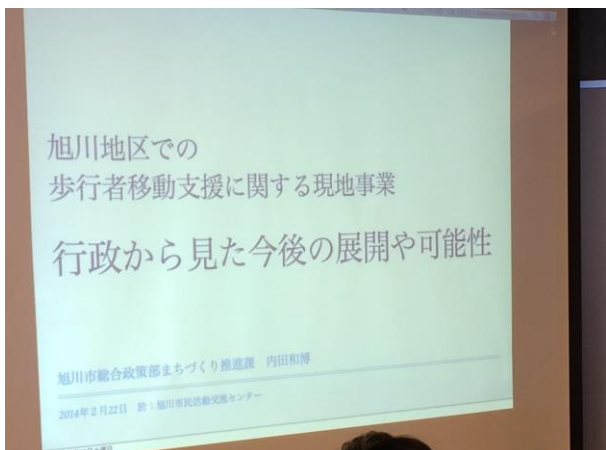 旭川地区での
歩行者移動支援に関する現地事業
行政から見た今後の展開や可能性
旭川市総合政策部まちづくり推進課 内田和博
2014年2月22日 於:旭川市民活動交流センター